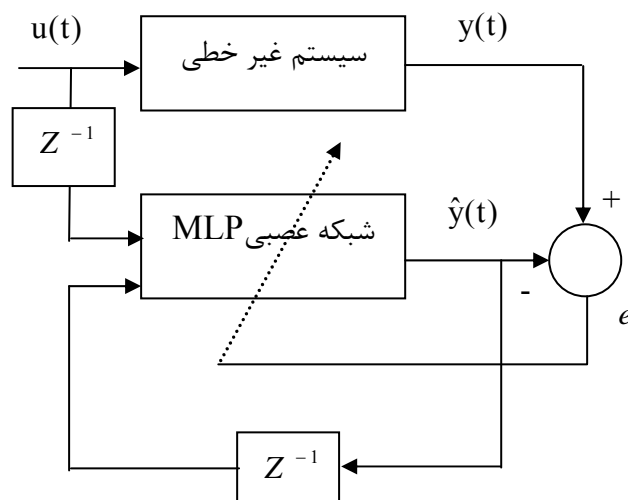 u(t)
y(t)
سیستم غیر خطی
Z⁻¹
+
شبکه عصبی MLP
ŷ(t)
-
e
Z⁻¹